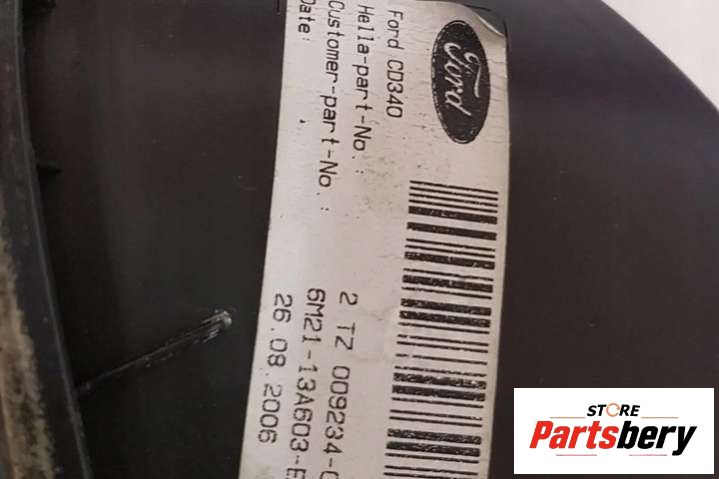 Ford
Ford CD340
Hella-part-No.: 2 TZ 009234-0
Customer-part-No.: 6M21-13A603-E
Date: 26.08.2006
STORE
Partsbery